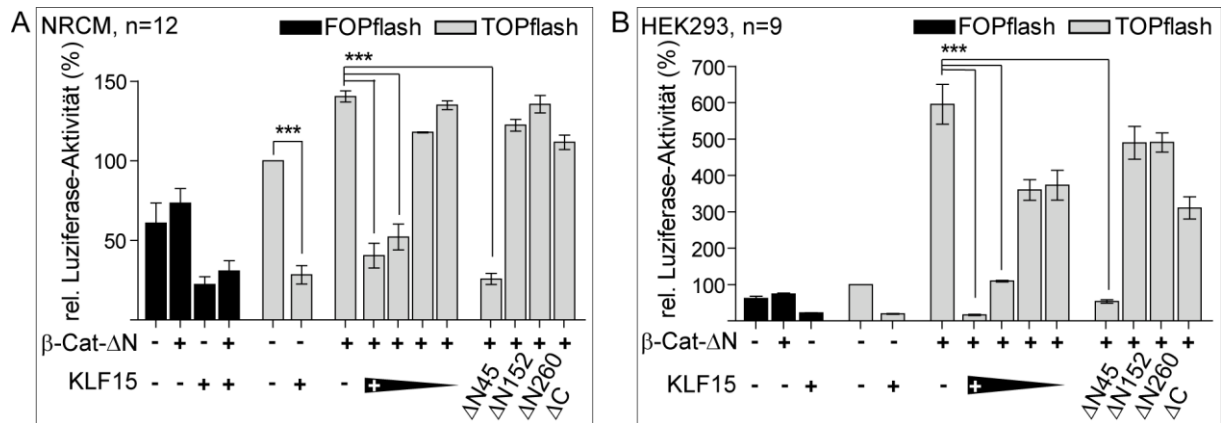 A NRCM, n=12
FOPflash TOPflash
rel. Luziferase-Aktivität (%)
150
100
50
*** ***
β-Cat-ΔN - + - + - + + + + + + + + + +
KLF15 - - + + - + - + ΔN45 ΔN152 ΔN260 ΔC
B HEK293, n=9
FOPflash TOPflash
rel. Luziferase-Aktivität (%)
700
600
500
400
300
200
100
***
β-Cat-ΔN - + - - - + + + + + + + + +
KLF15 - - + - + - + ΔN45 ΔN152 ΔN260 ΔC